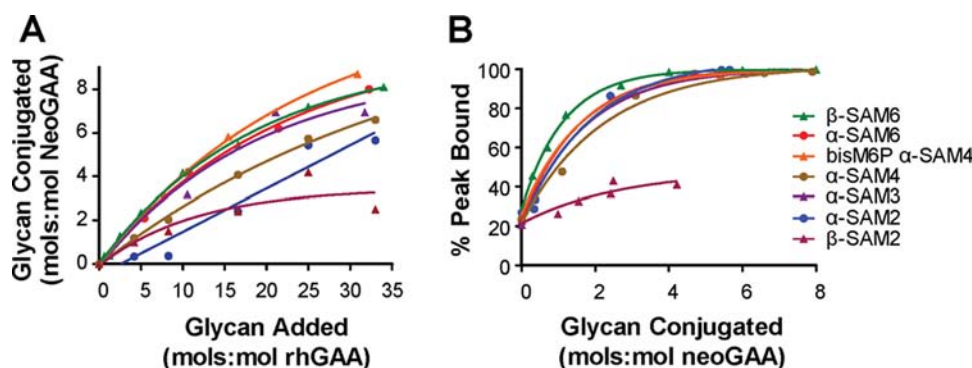 A
Glycan Conjugated
(mols:mol NeoGAA)
8
6
4
2
0
0 5 10 15 20 25 30 35
Glycan Added
(mols:mol rhGAA)
B
% Peak Bound
100
80
60
40
20
0
0 2 4 6 8
Glycan Conjugated
(mols:mol neoGAA)
β-SAM6
α-SAM6
bisM6P α-SAM4
α-SAM4
α-SAM3
α-SAM2
β-SAM2